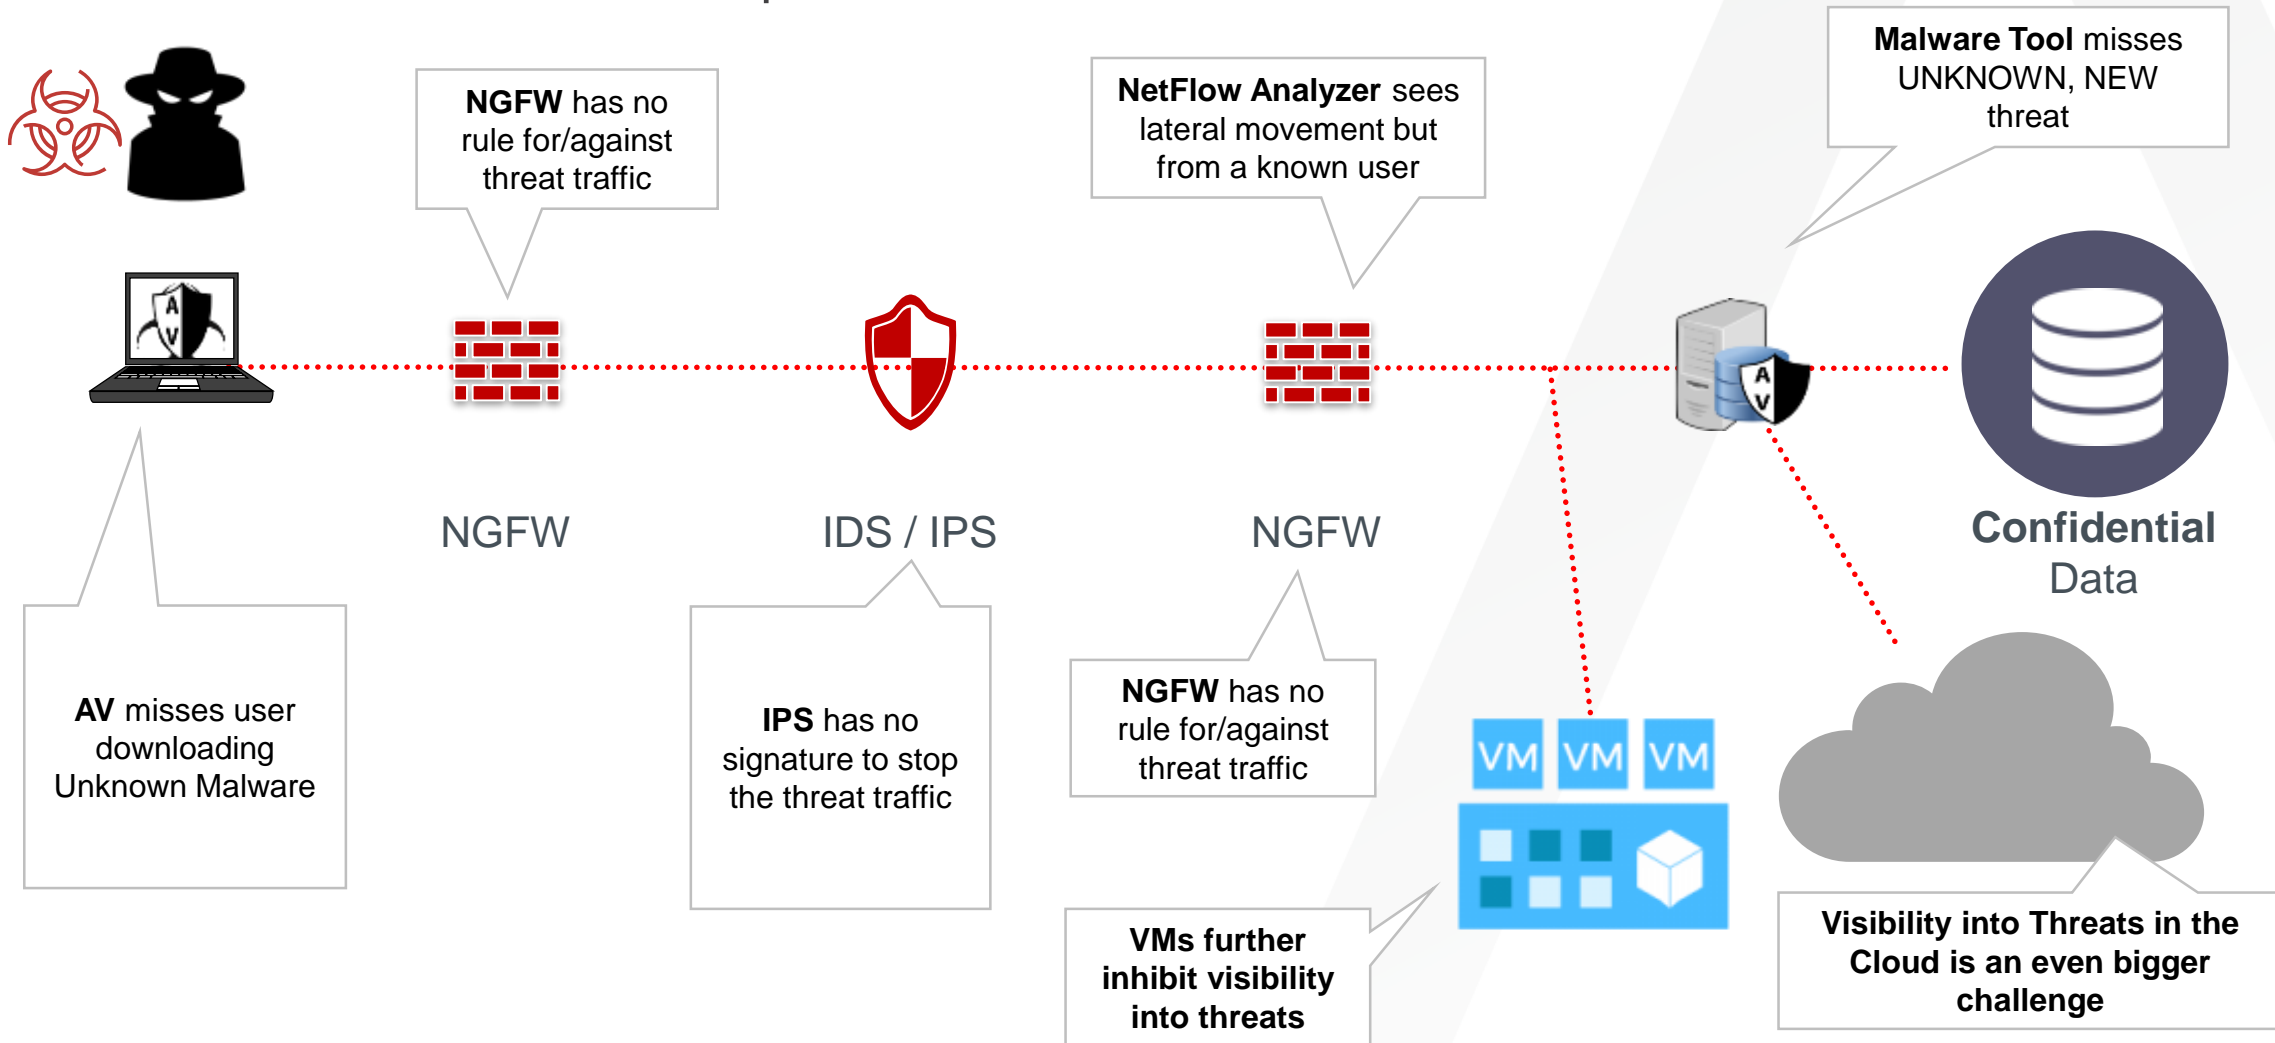 NGFW has no
rule for/against
threat traffic
NetFlow Analyzer sees
lateral movement but
from a known user
Malware Tool misses
UNKNOWN, NEW
threat
A
V
A
V
NGFW
IDS / IPS
NGFW
Confidential
Data
AV misses user
downloading
Unknown Malware
IPS has no
signature to stop
the threat traffic
NGFW has no
rule for/against
threat traffic
VM VM VM
VMs further
inhibit visibility
into threats
Visibility into Threats in the
Cloud is an even bigger
challenge